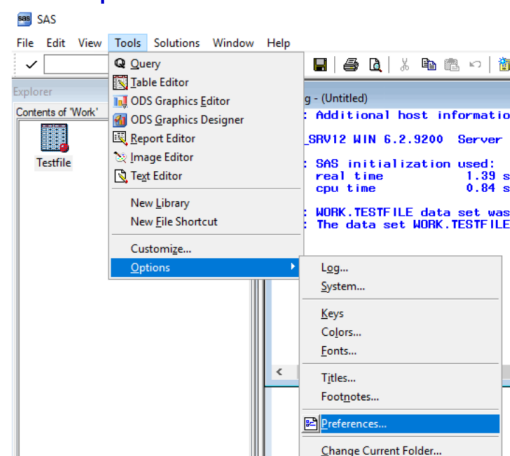 SAS
File Edit View Tools Solutions Window Help
Explorer
Contents of 'Work'
Testfile
Query
Table Editor
ODS Graphics Editor
ODS Graphics Designer
Report Editor
Image Editor
Text Editor
New Library
New File Shortcut
Customize...
Options
g - (Untitled)
: Additional host informatio
_SRV12 WIN 6.2.9200 Server
: SAS initialization used:
real time 1.39 s
cpu time 0.84 s
: WORK.TESTFILE data set was
: The data set WORK.TESTFILE
Log...
System...
Keys
Colors...
Fonts...
Titles...
Footnotes...
Preferences...
Change Current Folder...